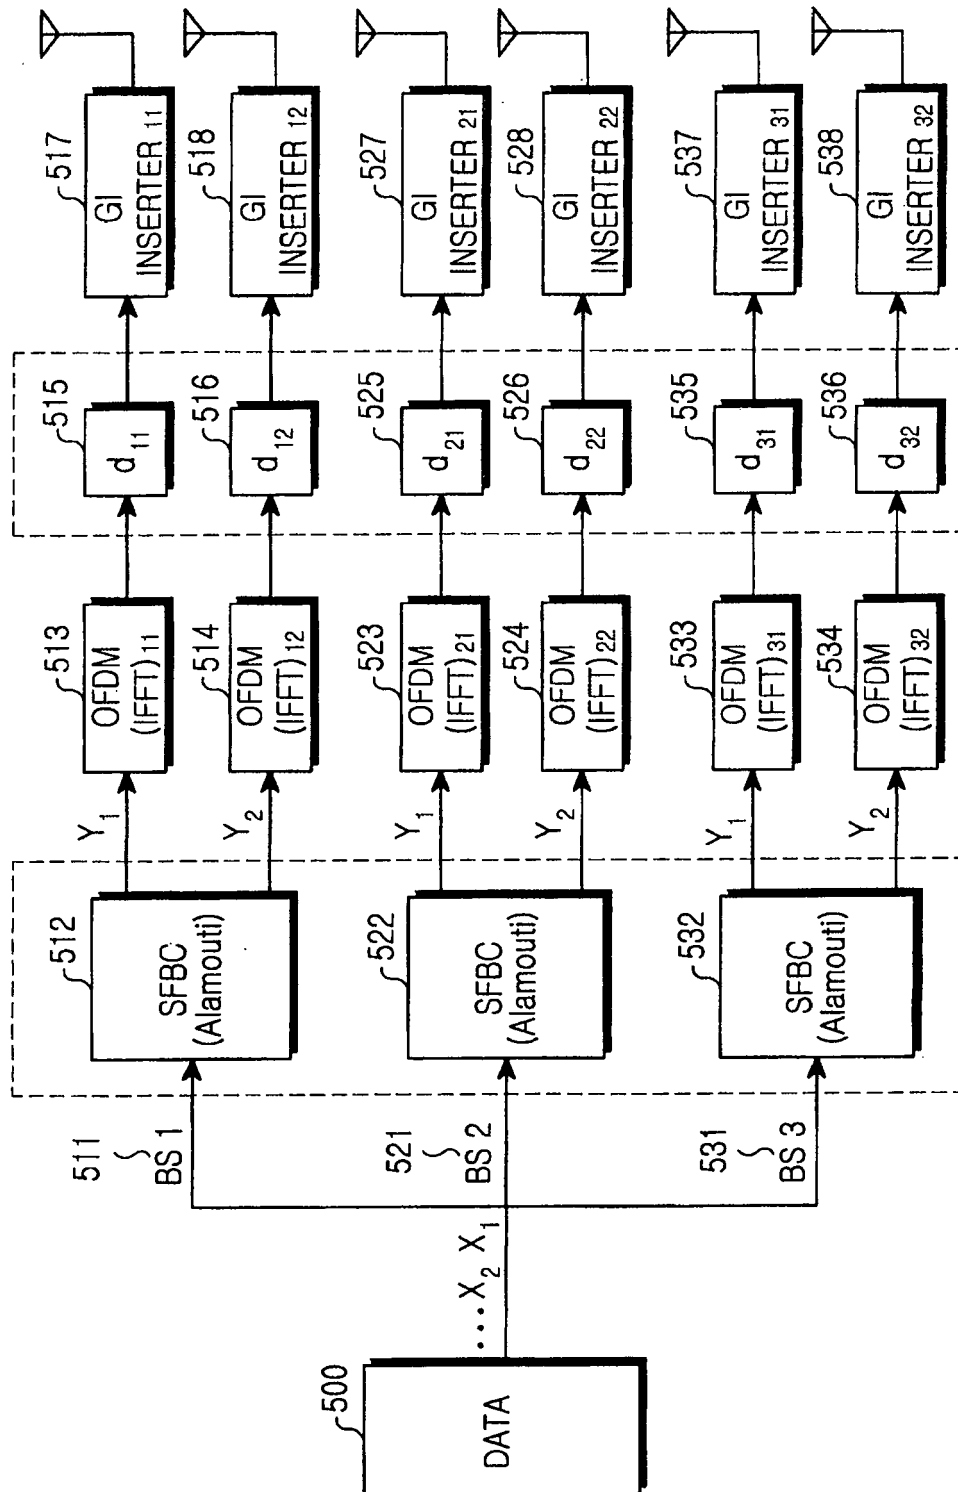 500
DATA
···X2 X1
511
BS 1
521
BS 2
531
BS 3
512
SFBC
(Alamouti)
522
SFBC
(Alamouti)
532
SFBC
(Alamouti)
Y1
Y2
Y1
Y2
Y1
Y2
513
OFDM
(IFFT)11
514
OFDM
(IFFT)12
523
OFDM
(IFFT)21
524
OFDM
(IFFT)22
533
OFDM
(IFFT)31
534
OFDM
(IFFT)32
515
d11
516
d12
525
d21
526
d22
535
d31
536
d32
517
GI
INSERTER 11
518
GI
INSERTER 12
527
GI
INSERTER 21
528
GI
INSERTER 22
537
GI
INSERTER 31
538
GI
INSERTER 32